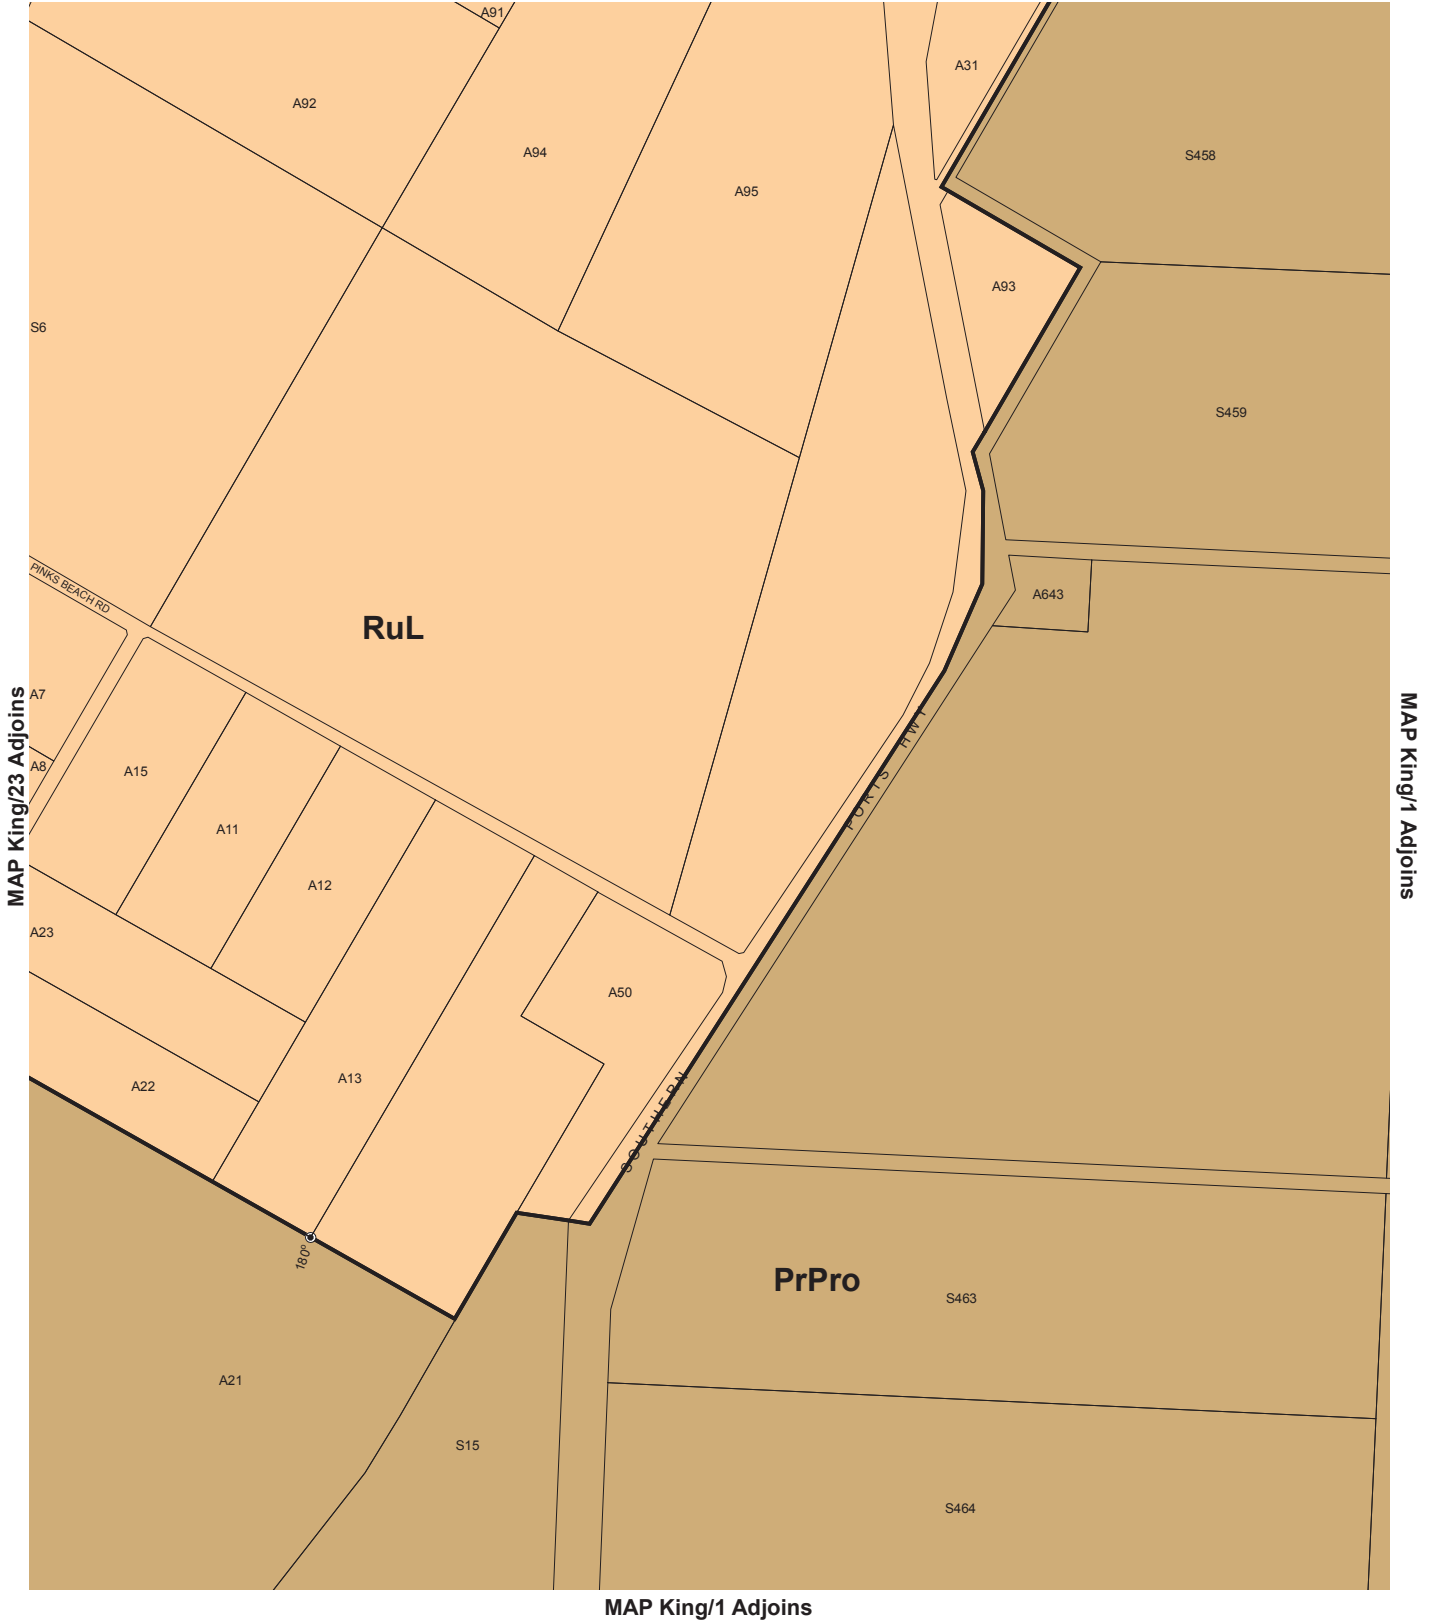 A91
A31
A92
A94
S458
A95
A93
S6
S459
PINKS BEACH RD
A643
RuL
A7
MAP King/23 Adjoins
MAP King/1 Adjoins
A8
A15
SOUTHERN PORTS HWY
A11
A12
A23
A50
A13
A22
180°
PrPro
S463
A21
S15
S464
MAP King/1 Adjoins